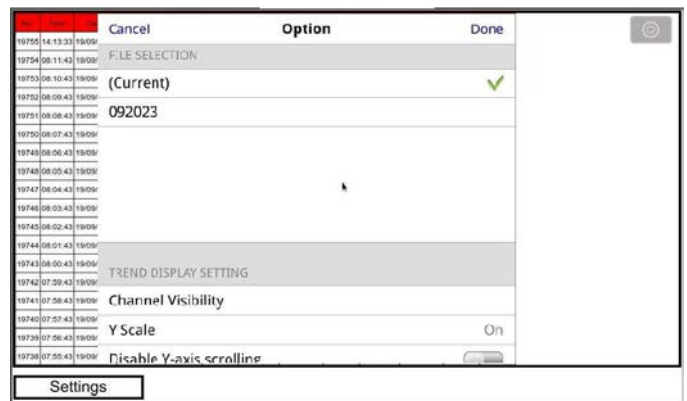 No Time
Cancel Option Done
19755 14:13:33 19/09/
FILE SELECTION
19754 08:11:43 19/09/
19753 08:10:43 19/09/
(Current)
19752 08:09:43 19/09/
19751 08:08:43 19/09/
092023
19750 08:07:43 19/09/
19749 08:06:43 19/09/
19748 08:05:43 19/09/
19747 08:04:43 19/09/
19746 08:03:43 19/09/
19745 08:02:43 19/09/
19744 08:01:43 19/09/
19743 08:00:43 19/09/
TREND DISPLAY SETTING
19742 07:59:43 19/09/
19741 07:58:43 19/09/
Channel Visibility
19740 07:57:43 19/09/
Y Scale On
19739 07:56:43 19/09/
19738 07:55:43 19/09/
Disable Y-axis scrolling
Settings